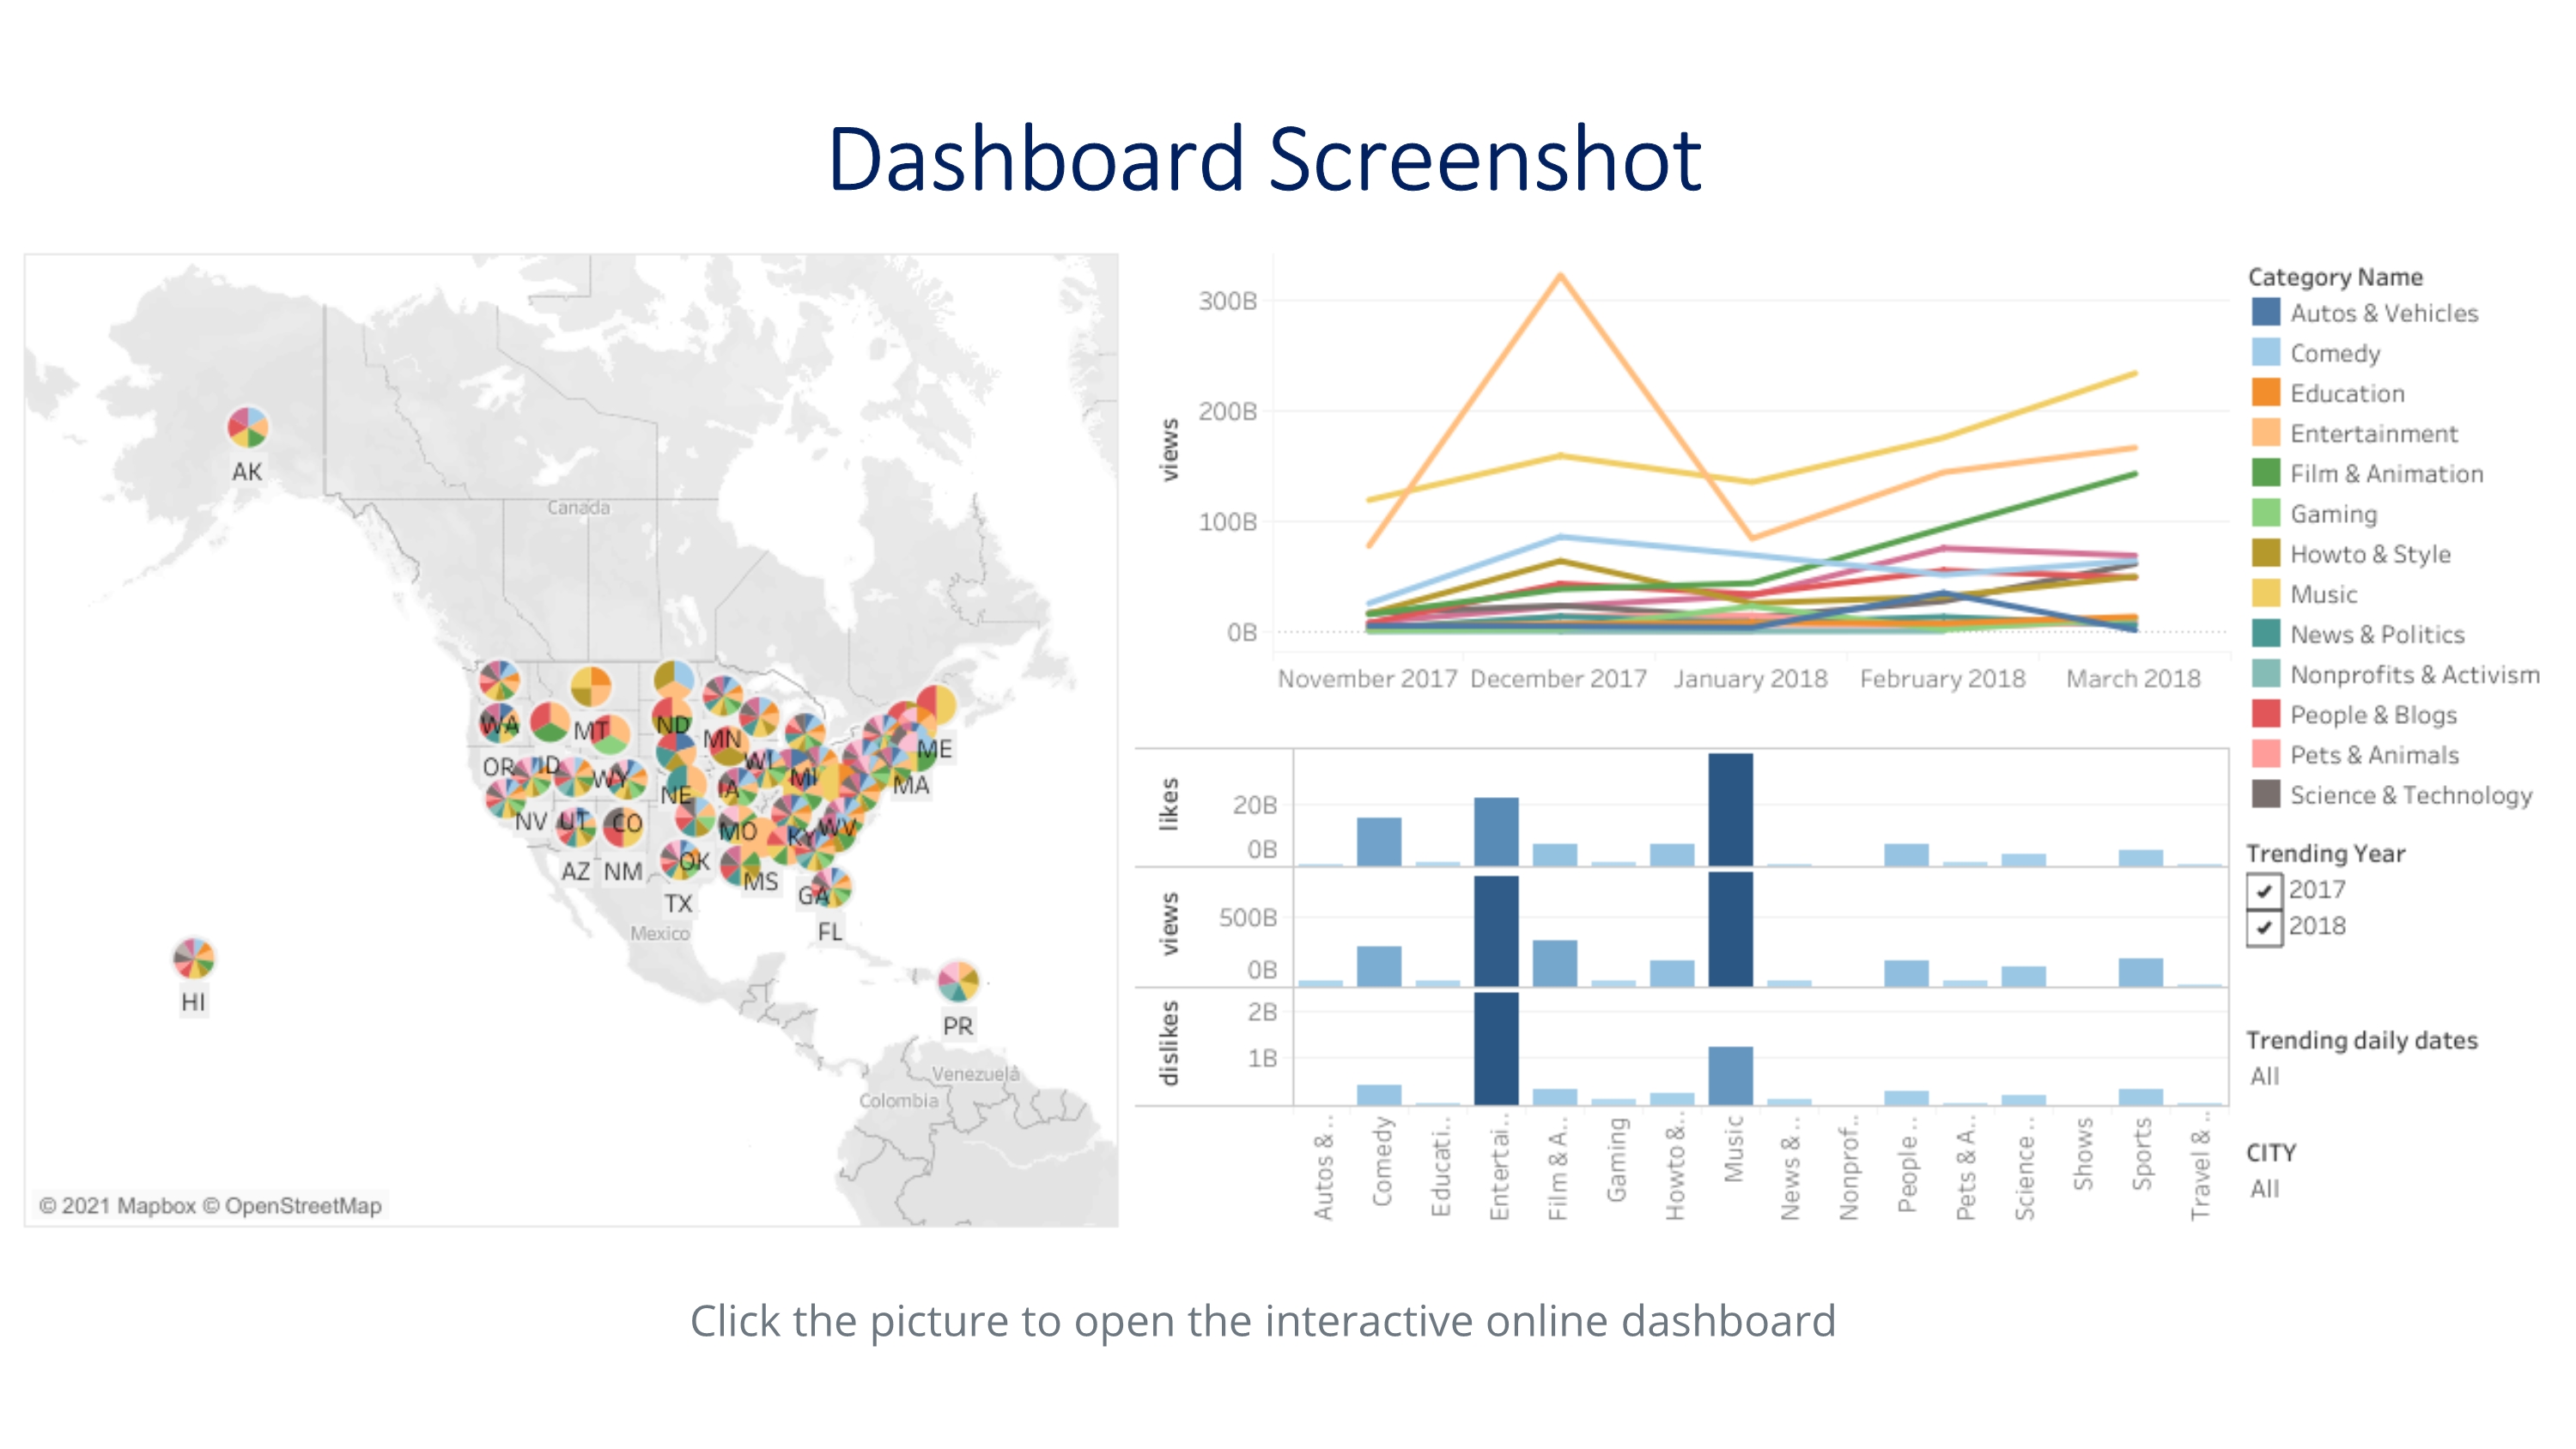 Dashboard Screenshot
AK
Canada
WA
MT
ND
MN
ME
OR
ID
WY
WI
MI
MA
NE
IA
NV
UT
CO
MO
KY
WV
AZ
NM
OK
MS
GA
TX
FL
Mexico
HI
PR
Venezuela
Colombia
© 2021 Mapbox © OpenStreetMap
views
300B
200B
100B
0B
November 2017
December 2017
January 2018
February 2018
March 2018
likes
20B
0B
views
500B
0B
dislikes
2B
1B
Autos & ..
Comedy
Educati..
Entertai..
Film & A..
Gaming
Howto &..
Music
News & ..
Nonprof..
People ..
Pets & A..
Science ..
Shows
Sports
Travel & ..
Category Name
Autos & Vehicles
Comedy
Education
Entertainment
Film & Animation
Gaming
Howto & Style
Music
News & Politics
Nonprofits & Activism
People & Blogs
Pets & Animals
Science & Technology
Trending Year
2017
2018
Trending daily dates
All
CITY
All
Click the picture to open the interactive online dashboard